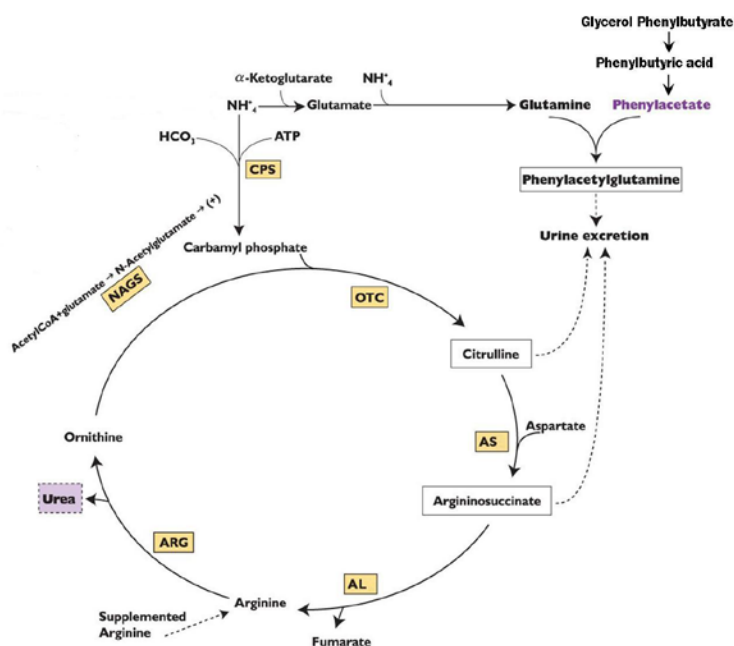 Glycerol Phenylbutyrate
Phenylbutyric acid
α-Ketoglutarate
NH⁺₄
NH⁺₄
Glutamate
Glutamine
Phenylacetate
HCO₃-
ATP
CPS
Phenylacetylglutamine
Urine excretion
AcetylCoA+glutamate → N-Acetylglutamate → (+)
NAGS
Carbamyl phosphate
OTC
Citrulline
Ornithine
Aspartate
AS
Urea
Argininosuccinate
ARG
AL
Arginine
Supplemented
Arginine
Fumarate